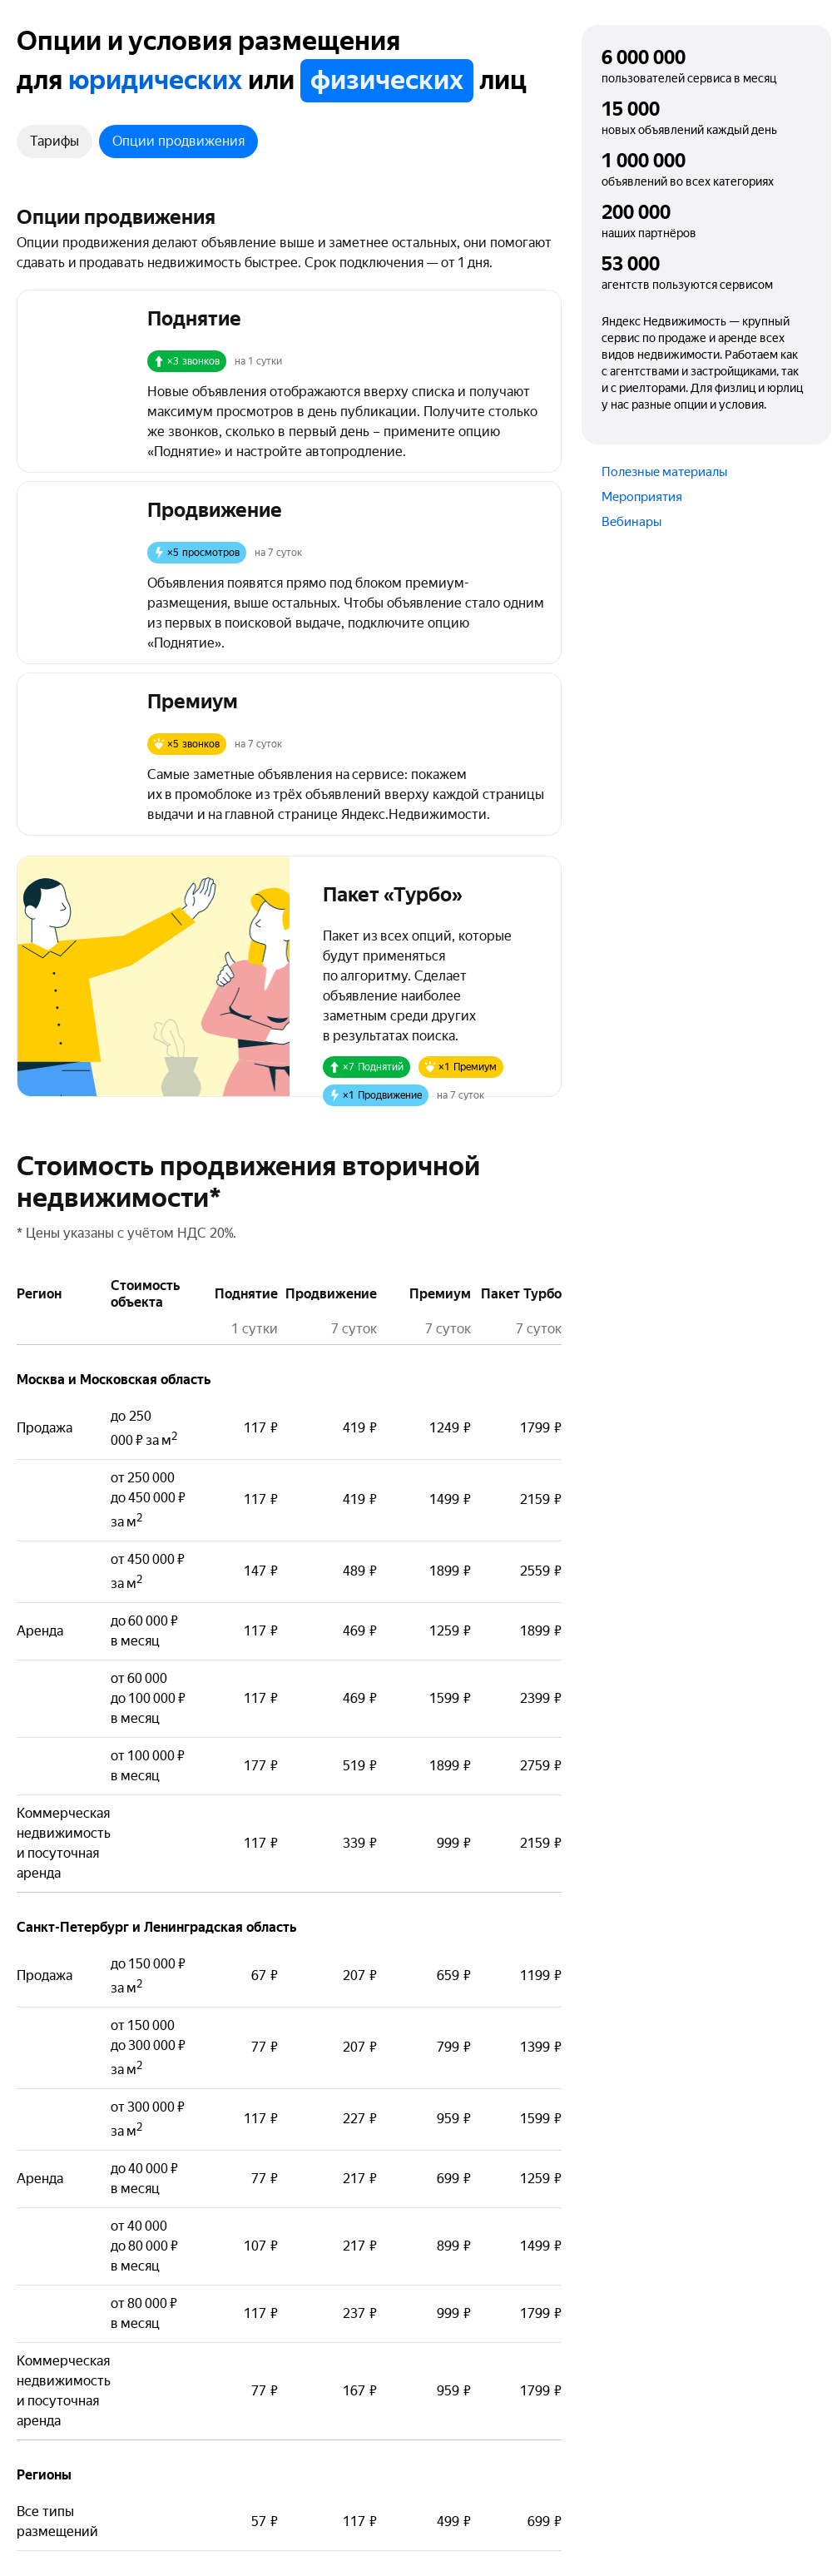 Опции и условия размещения
для юридических или физических лиц
Тарифы
Опции продвижения
Опции продвижения
Опции продвижения делают объявление выше и заметнее остальных, они помогают
сдавать и продавать недвижимость быстрее. Срок подключения — от 1 дня.
Поднятие
×3 звонков
на 1 сутки
Новые объявления отображаются вверху списка и получают
максимум просмотров в день публикации. Получите столько
же звонков, сколько в первый день – примените опцию
«Поднятие» и настройте автопродление.
Продвижение
×5 просмотров
на 7 суток
Объявления появятся прямо под блоком премиум-
размещения, выше остальных. Чтобы объявление стало одним
из первых в поисковой выдаче, подключите опцию
«Поднятие».
Премиум
×5 звонков
на 7 суток
Самые заметные объявления на сервисе: покажем
их в промоблоке из трёх объявлений вверху каждой страницы
выдачи и на главной странице Яндекс.Недвижимости.
Пакет «Турбо»
Пакет из всех опций, которые
будут применяться
по алгоритму. Сделает
объявление наиболее
заметным среди других
в результатах поиска.
×7 Поднятий
×1 Премиум
×1 Продвижение
на 7 суток
6 000 000
пользователей сервиса в месяц
15 000
новых объявлений каждый день
1 000 000
объявлений во всех категориях
200 000
наших партнёров
53 000
агентств пользуются сервисом
Яндекс Недвижимость — крупный
сервис по продаже и аренде всех
видов недвижимости. Работаем как
с агентствами и застройщиками, так
и с риелторами. Для физлиц и юрлиц
у нас разные опции и условия.
Полезные материалы
Мероприятия
Вебинары
Стоимость продвижения вторичной
недвижимости*
* Цены указаны с учётом НДС 20%.
Регион
Стоимость
объекта
Поднятие
Продвижение
Премиум
Пакет Турбо
1 сутки
7 суток
7 суток
7 суток
Москва и Московская область
Продажа
до 250
000 ₽ за м²
117 ₽
419 ₽
1249 ₽
1799 ₽
от 250 000
до 450 000 ₽
за м²
117 ₽
419 ₽
1499 ₽
2159 ₽
от 450 000 ₽
за м²
147 ₽
489 ₽
1899 ₽
2559 ₽
Аренда
до 60 000 ₽
в месяц
117 ₽
469 ₽
1259 ₽
1899 ₽
от 60 000
до 100 000 ₽
в месяц
117 ₽
469 ₽
1599 ₽
2399 ₽
от 100 000 ₽
в месяц
177 ₽
519 ₽
1899 ₽
2759 ₽
Коммерческая
недвижимость
и посуточная
аренда
117 ₽
339 ₽
999 ₽
2159 ₽
Санкт-Петербург и Ленинградская область
Продажа
до 150 000 ₽
за м²
67 ₽
207 ₽
659 ₽
1199 ₽
от 150 000
до 300 000 ₽
за м²
77 ₽
207 ₽
799 ₽
1399 ₽
от 300 000 ₽
за м²
117 ₽
227 ₽
959 ₽
1599 ₽
Аренда
до 40 000 ₽
в месяц
77 ₽
217 ₽
699 ₽
1259 ₽
от 40 000
до 80 000 ₽
в месяц
107 ₽
217 ₽
899 ₽
1499 ₽
от 80 000 ₽
в месяц
117 ₽
237 ₽
999 ₽
1799 ₽
Коммерческая
недвижимость
и посуточная
аренда
77 ₽
167 ₽
959 ₽
1799 ₽
Регионы
Все типы
размещений
57 ₽
117 ₽
499 ₽
699 ₽